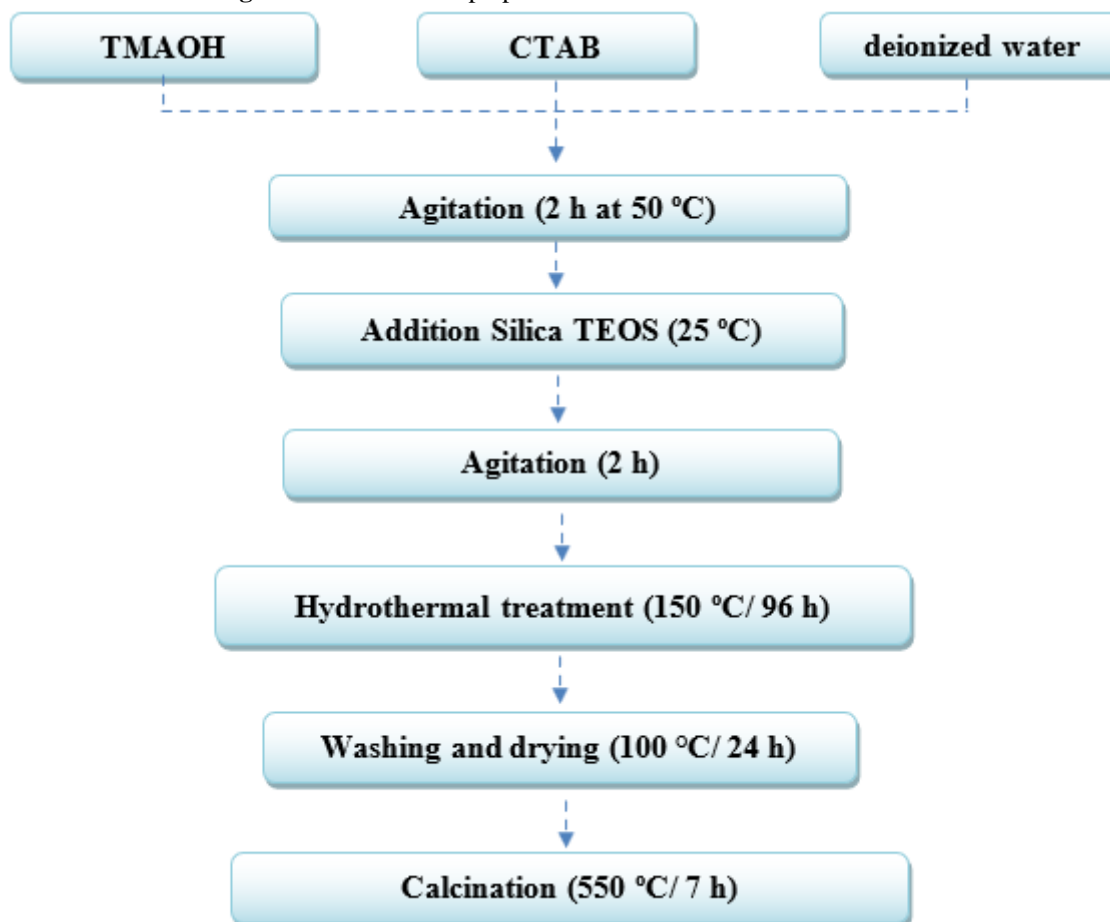 TMAOH
CTAB
deionized water
Agitation (2 h at 50 ºC)
Addition Silica TEOS (25 ºC)
Agitation (2 h)
Hydrothermal treatment (150 ºC/ 96 h)
Washing and drying (100 °C/ 24 h)
Calcination (550 ºC/ 7 h)